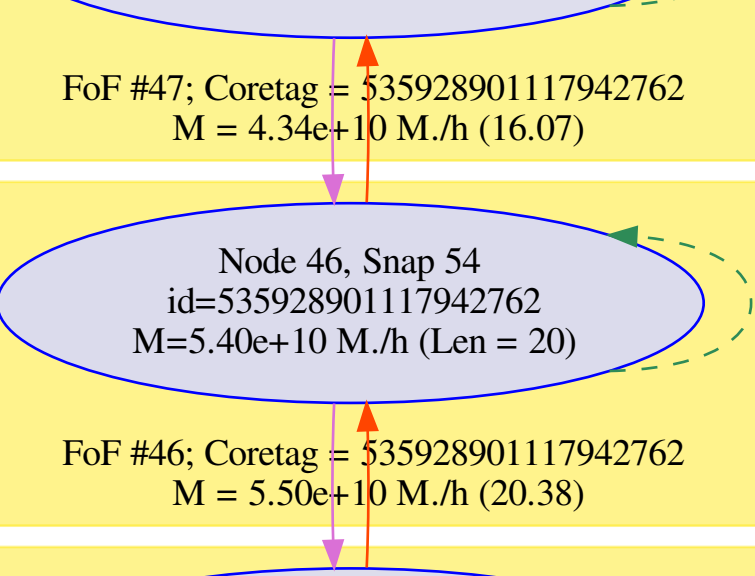 FoF #47; Coretag = 535928901117942762
M = 4.34e+10 M./h (16.07)
Node 46, Snap 54
id=535928901117942762
M=5.40e+10 M./h (Len = 20)
FoF #46; Coretag = 535928901117942762
M = 5.50e+10 M./h (20.38)